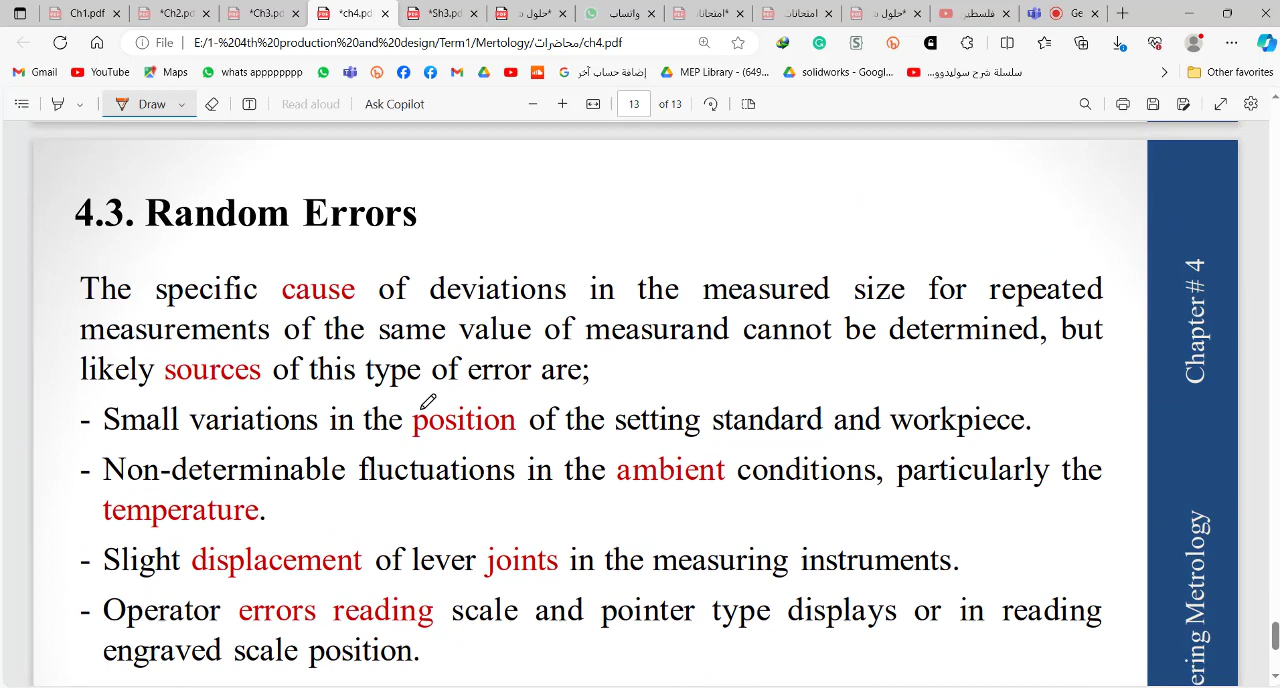 Ch1.pdf
*Ch2.pd
*Ch3.pd
*ch4.pd
*Sh3.pd
*حلول
واتساب
*امتحانات
امتحانات
*حلول
فلسطين
Ge
File
E:/1-%204th%20production%20and%20design/Term1/Mertology/محاضرات/ch4.pdf
Gmail
YouTube
Maps
whats appppppp
إضافة حساب آخر
MEP Library - (649...
solidworks - Googl...
سلسلة شرح سوليدوو...
Other favorites
Draw
Read aloud
Ask Copilot
13
of 13
4.3. Random Errors
The specific cause of deviations in the measured size for repeated
measurements of the same value of measurand cannot be determined, but
likely sources of this type of error are;
- Small variations in the position of the setting standard and workpiece.
- Non-determinable fluctuations in the ambient conditions, particularly the
temperature.
- Slight displacement of lever joints in the measuring instruments.
- Operator errors reading scale and pointer type displays or in reading
engraved scale position.
Chapter# 4
ering Metrology